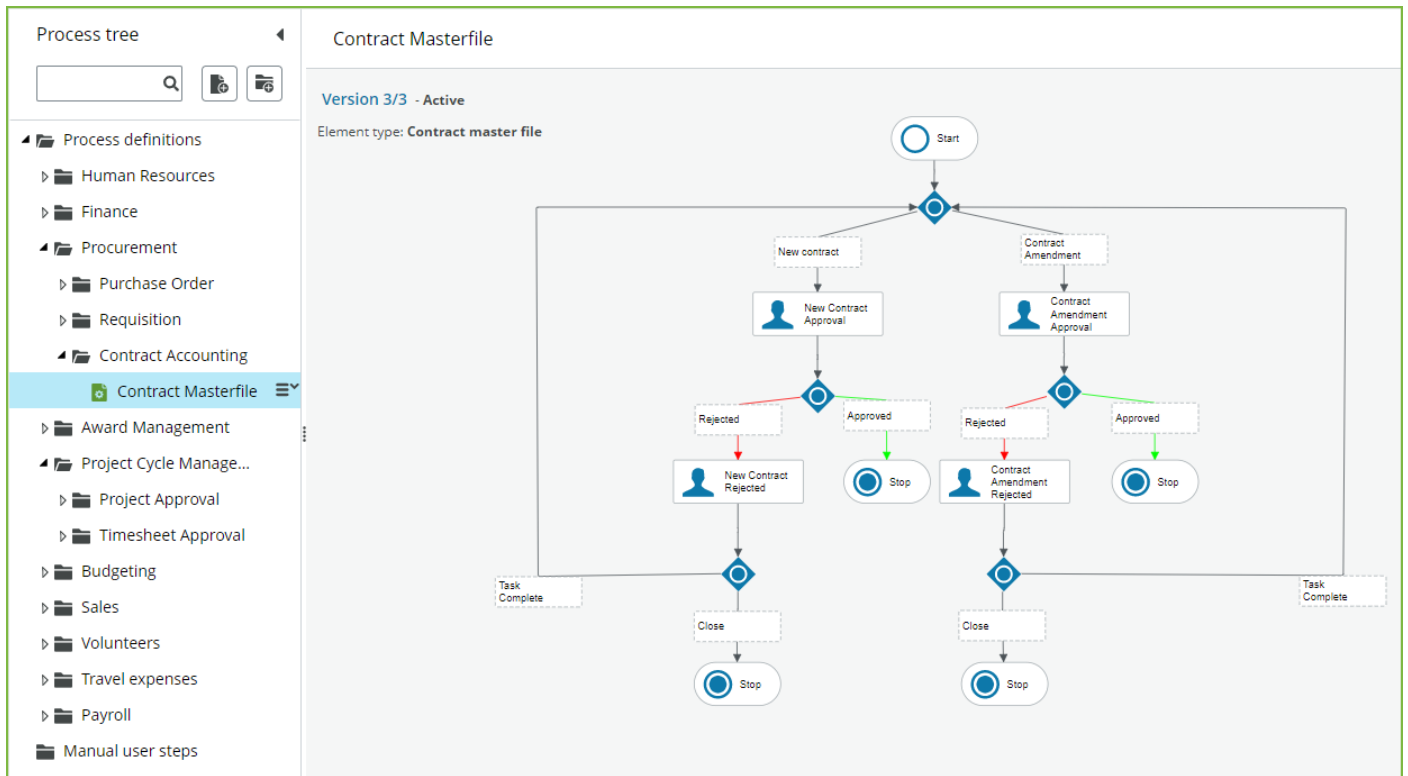 Process tree
Process definitions
Human Resources
Finance
Procurement
Purchase Order
Requisition
Contract Accounting
Contract Masterfile
Award Management
Project Cycle Manage...
Project Approval
Timesheet Approval
Budgeting
Sales
Volunteers
Travel expenses
Payroll
Manual user steps
Contract Masterfile
Version 3/3 - Active
Element type: Contract master file
Start
New contract
Contract
Amendment
New Contract
Approval
Contract
Amendment
Approval
Rejected
Approved
Rejected
Approved
New Contract
Rejected
Stop
Contract
Amendment
Rejected
Stop
Task
Complete
Task
Complete
Close
Close
Stop
Stop